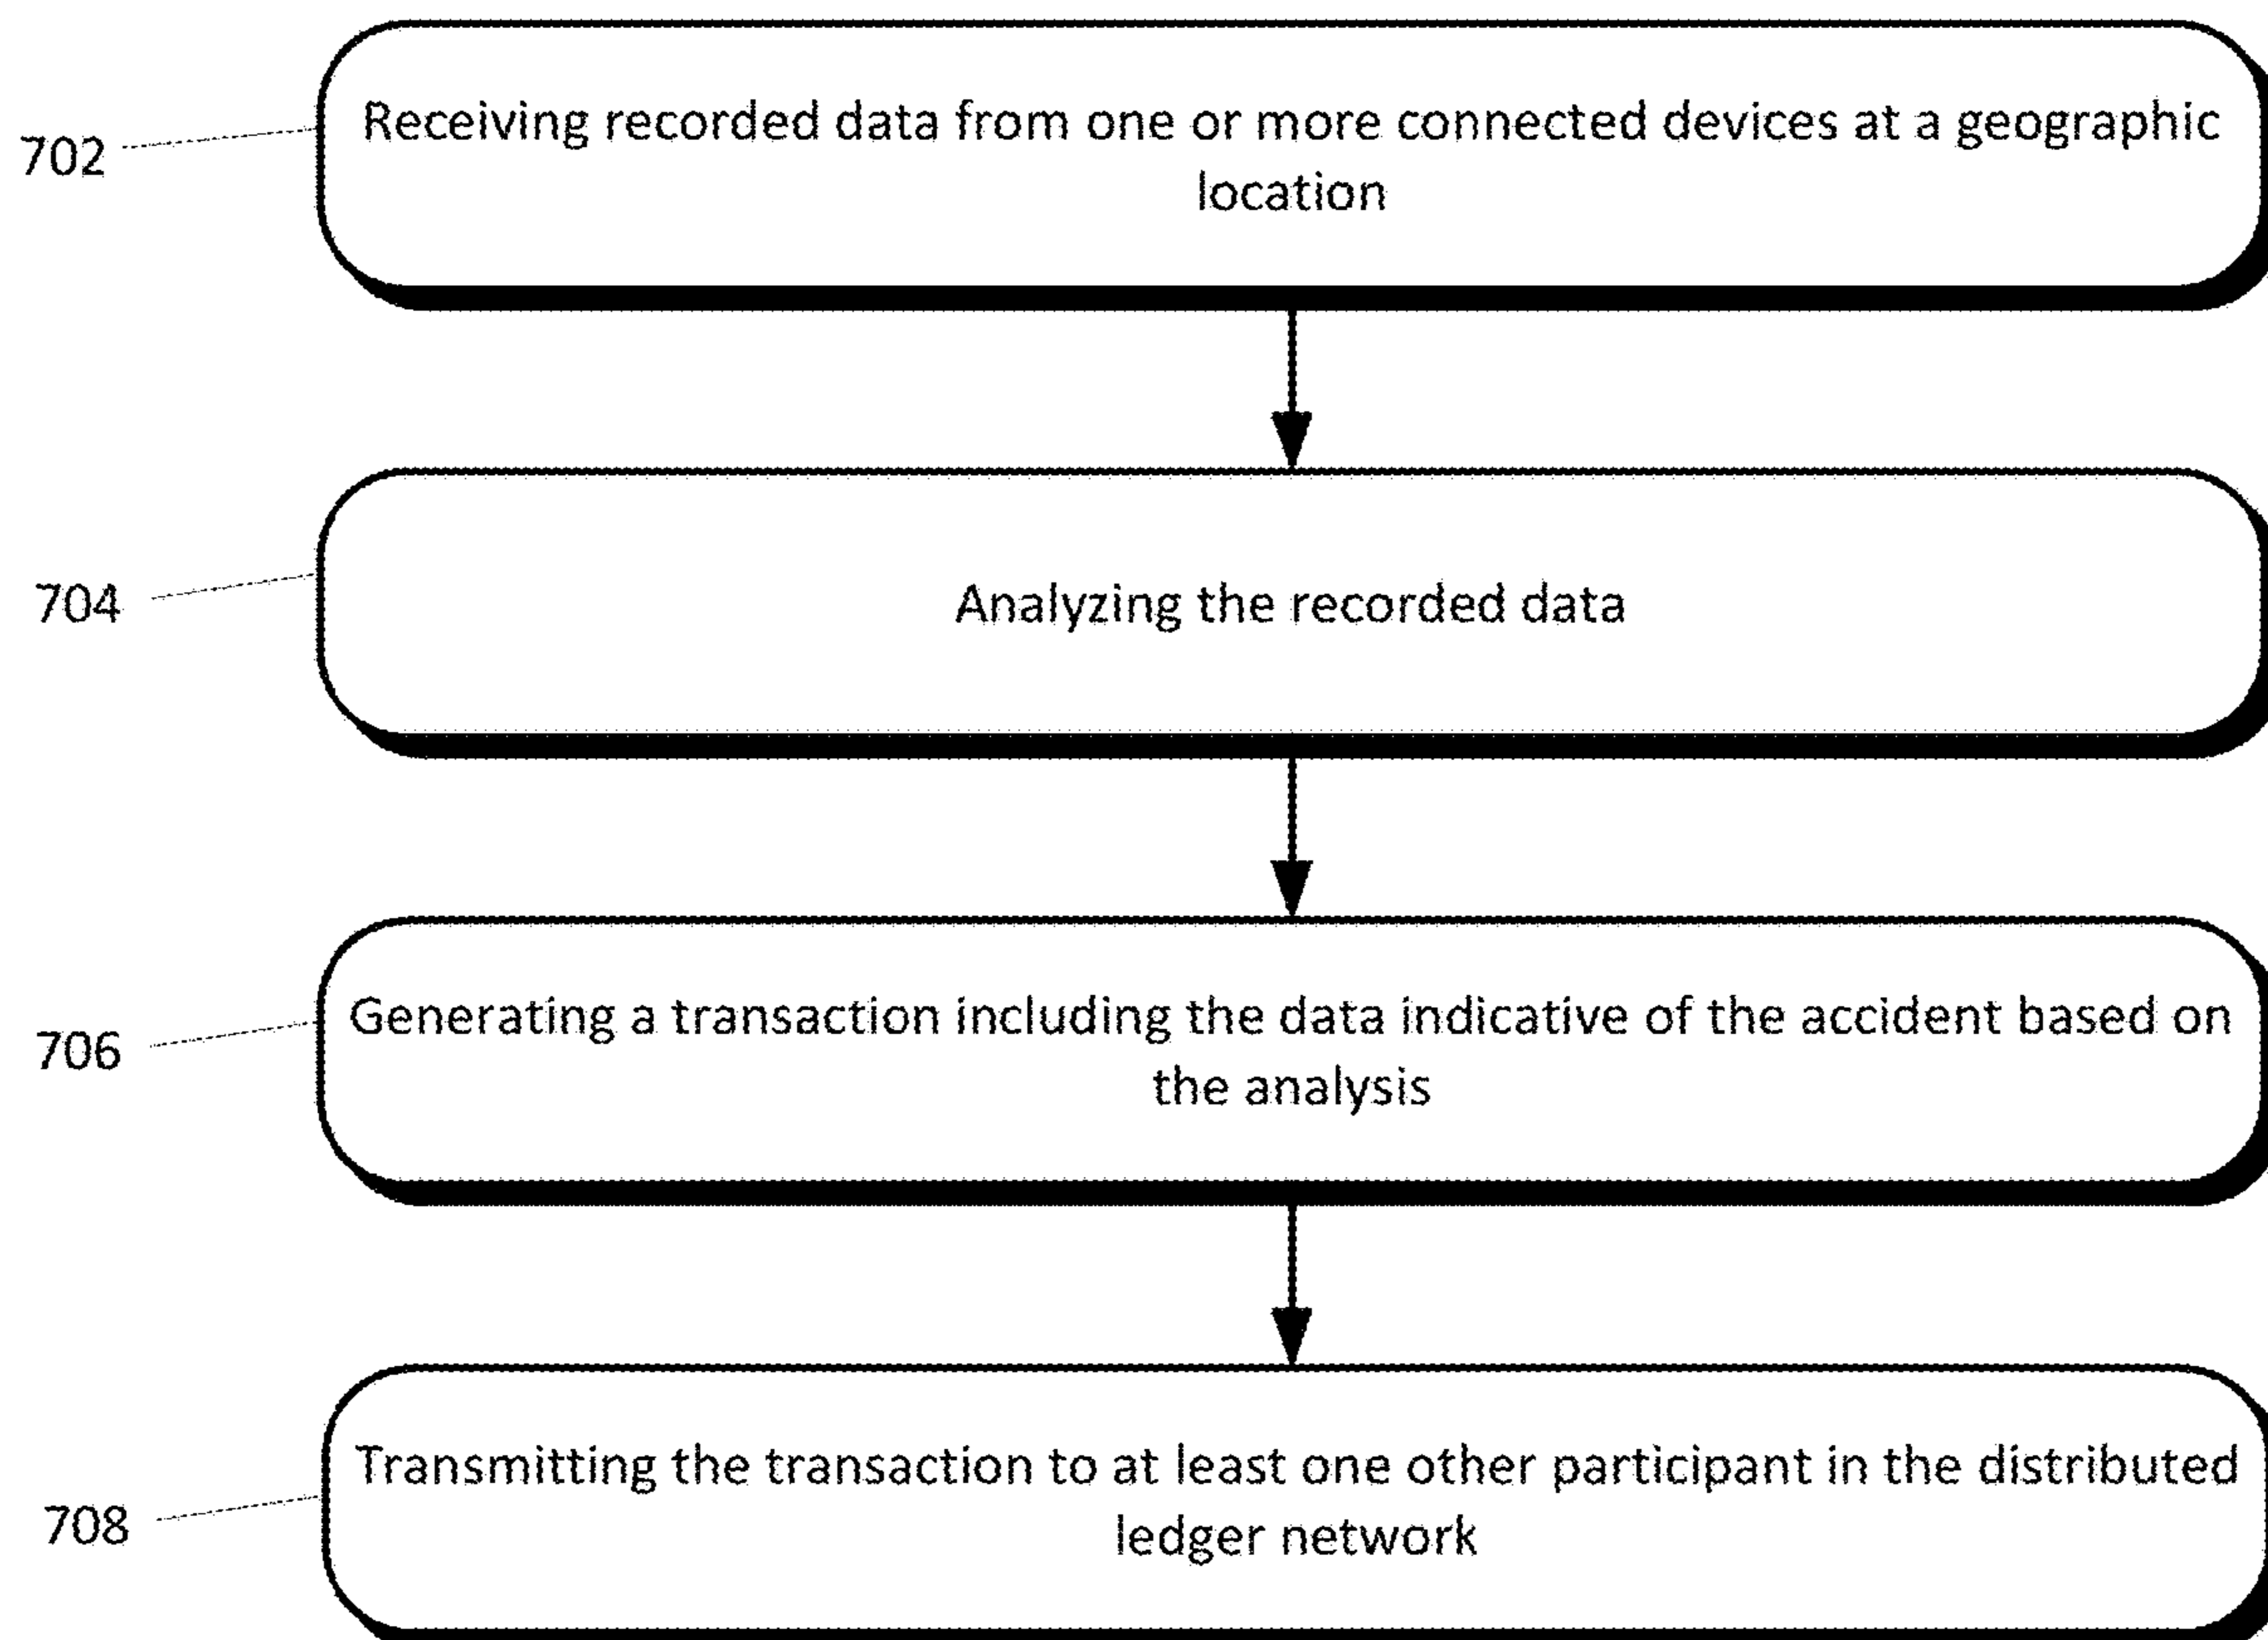 702
Receiving recorded data from one or more connected devices at a geographic
location
704
Analyzing the recorded data
706
Generating a transaction including the data indicative of the accident based on
the analysis
708
Transmitting the transaction to at least one other participant in the distributed
ledger network